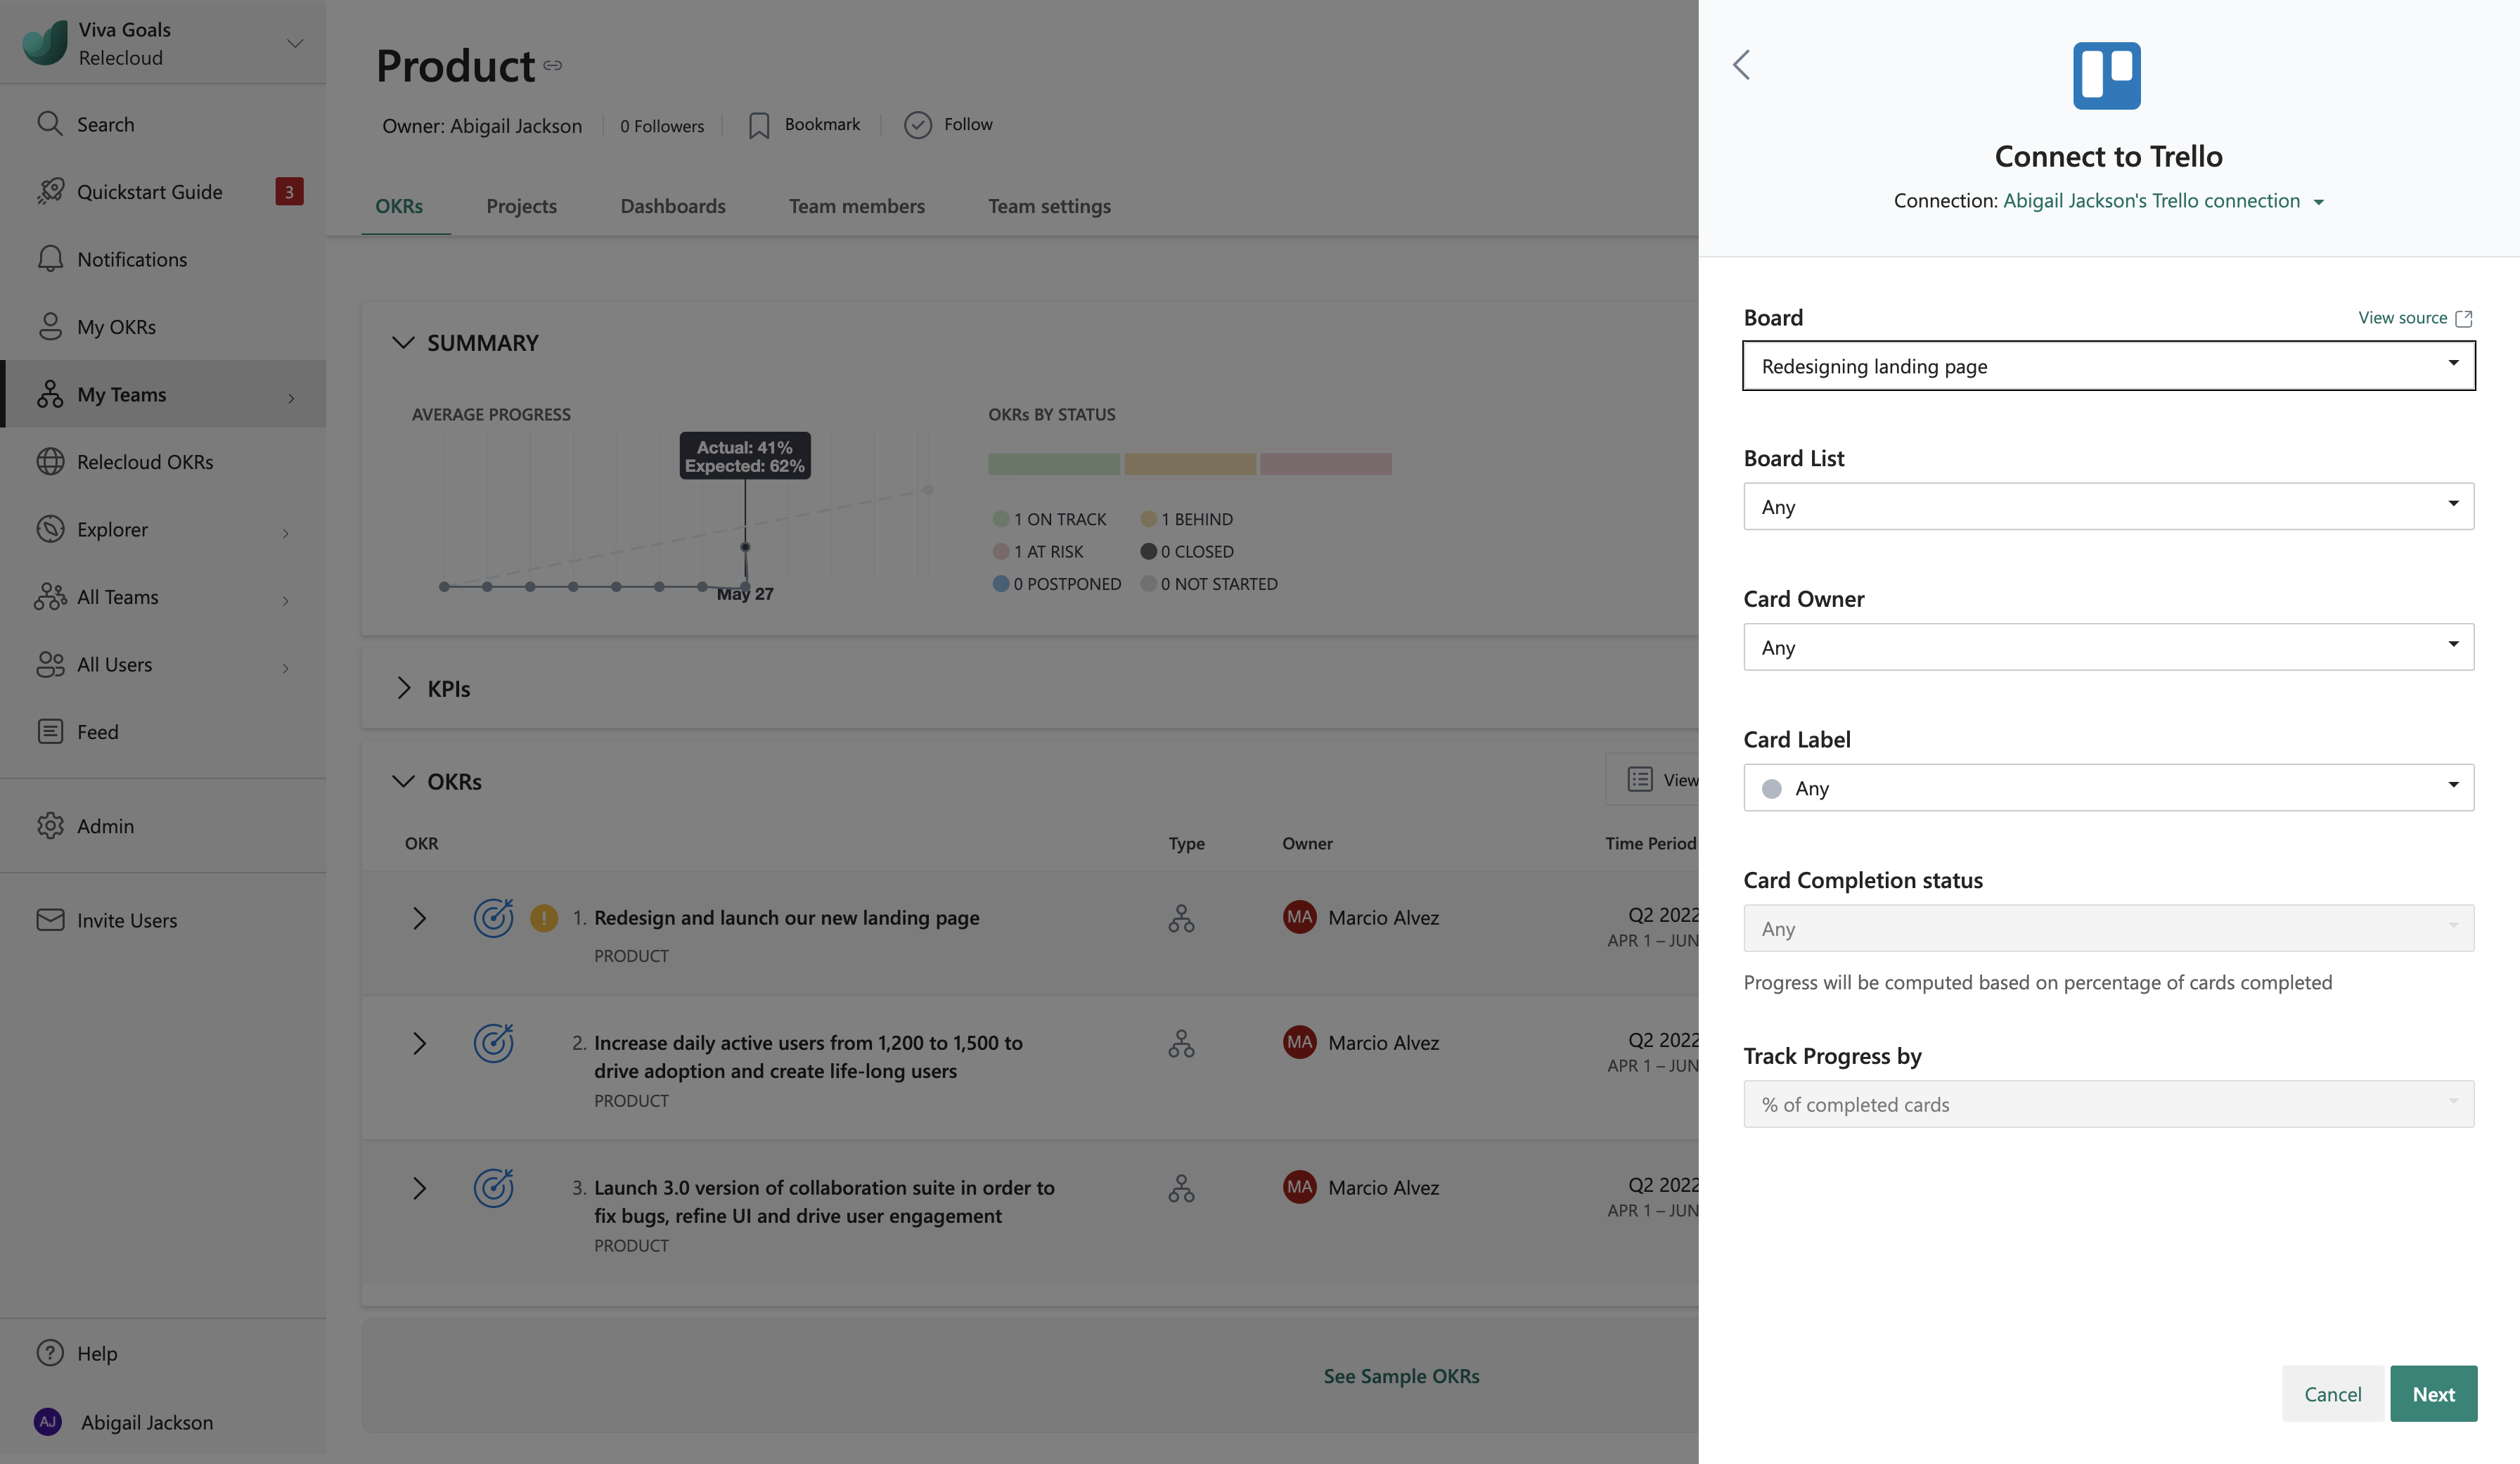 Viva Goals
Relecloud
Search
Quickstart Guide 3
Notifications
My OKRs
My Teams
Relecloud OKRs
Explorer
All Teams
All Users
Feed
Admin
Invite Users
Help
AJ Abigail Jackson
Product
Owner: Abigail Jackson 0 Followers Bookmark Follow
OKRs Projects Dashboards Team members Team settings
SUMMARY
AVERAGE PROGRESS
Actual: 41%
Expected: 62%
May 27
OKRs BY STATUS
1 ON TRACK 1 BEHIND
1 AT RISK 0 CLOSED
0 POSTPONED 0 NOT STARTED
KPIs
OKRs
View
OKR Type Owner Time Period
! 1. Redesign and launch our new landing page MA Marcio Alvez Q2 2022
PRODUCT APR 1 – JUN
2. Increase daily active users from 1,200 to 1,500 to MA Marcio Alvez Q2 2022
drive adoption and create life-long users APR 1 – JUN
PRODUCT
3. Launch 3.0 version of collaboration suite in order to MA Marcio Alvez Q2 2022
fix bugs, refine UI and drive user engagement APR 1 – JUN
PRODUCT
See Sample OKRs
Connect to Trello
Connection: Abigail Jackson's Trello connection
Board View source
Redesigning landing page
Board List
Any
Card Owner
Any
Card Label
Any
Card Completion status
Any
Progress will be computed based on percentage of cards completed
Track Progress by
% of completed cards
Cancel Next